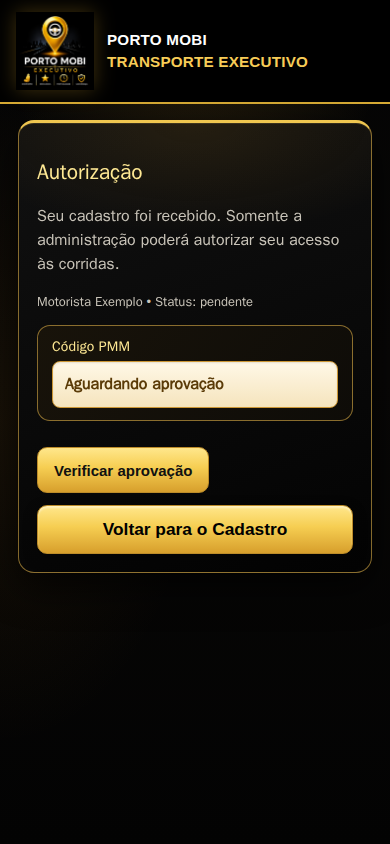 PORTO MOBI
EXECUTIVO
PORTO MOBI
TRANSPORTE EXECUTIVO
Autorização
Seu cadastro foi recebido. Somente a
administração poderá autorizar seu acesso
às corridas.
Motorista Exemplo • Status: pendente
Código PMM
Aguardando aprovação
Verificar aprovação
Voltar para o Cadastro